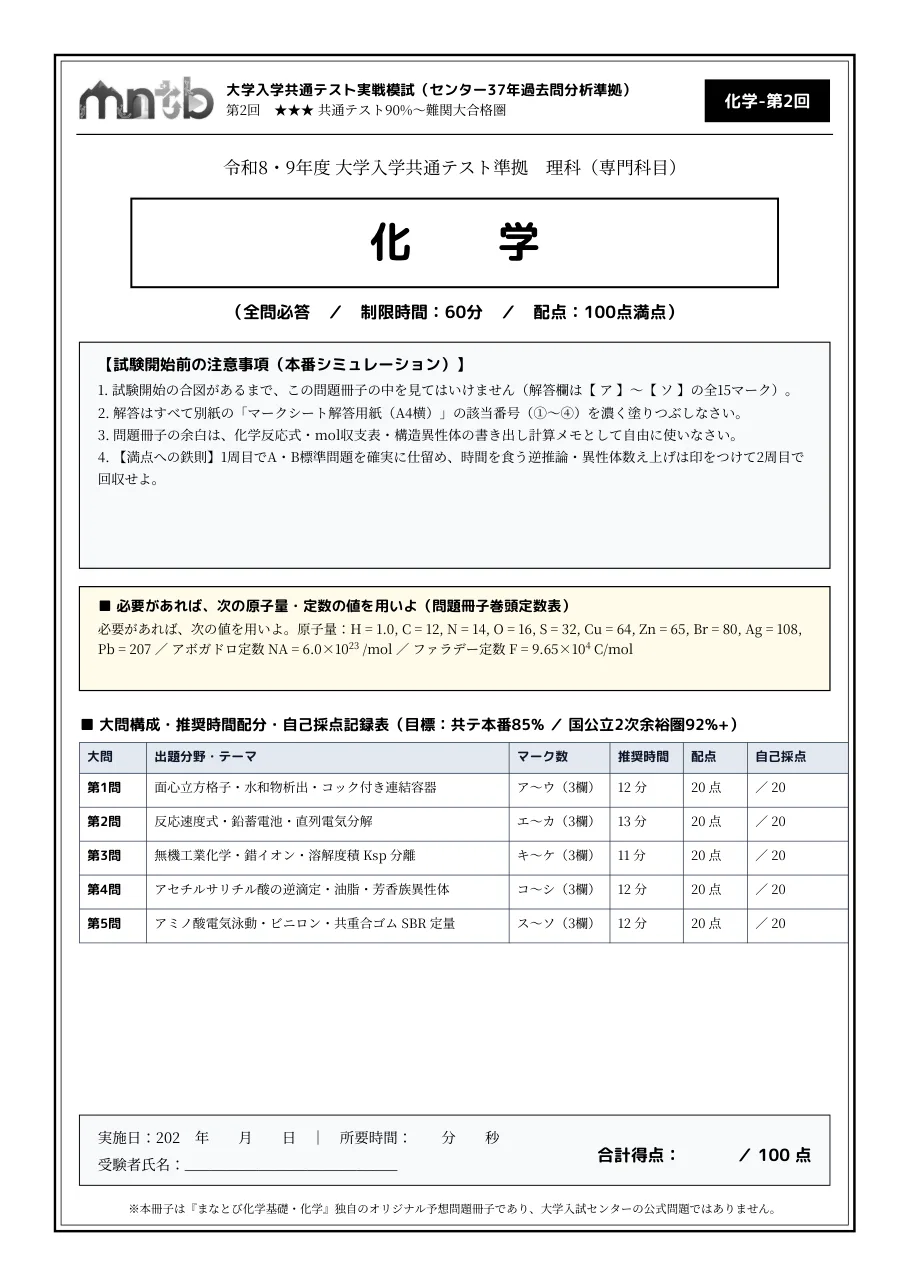 mntb
大学入学共通テスト実戦模試（センター37年過去問分析準拠）
第2回　★★★ 共通テスト90%〜難関大合格圏
化学-第2回
令和8・9年度 大学入学共通テスト準拠　理科（専門科目）
化　学
（全問必答　／　制限時間：60分　／　配点：100点満点）
【試験開始前の注意事項（本番シミュレーション）】
1. 試験開始の合図があるまで、この問題冊子の中を見てはいけません（解答欄は【 ア 】〜【 ソ 】の全15マーク）。
2. 解答はすべて別紙の「マークシート解答用紙（A4横）」の該当番号（①〜④）を濃く塗りつぶしなさい。
3. 問題冊子の余白は、化学反応式・mol収支表・構造異性体の書き出し計算メモとして自由に使いなさい。
4. 【満点への鉄則】1周目でA・B標準問題を確実に仕留め、時間を食う逆推論・異性体数え上げは印をつけて2周目で
回収せよ。
■ 必要があれば、次の原子量・定数の値を用いよ（問題冊子巻頭定数表）
必要があれば、次の値を用いよ。原子量：H = 1.0, C = 12, N = 14, O = 16, S = 32, Cu = 64, Zn = 65, Br = 80, Ag = 108,
Pb = 207 ／ アボガドロ定数 NA = 6.0×10²³ /mol ／ ファラデー定数 F = 9.65×10⁴ C/mol
■ 大問構成・推奨時間配分・自己採点記録表（目標：共テ本番85% ／ 国公立2次余裕圏92%+）
大問　出題分野・テーマ　マーク数　推奨時間　配点　自己採点
第1問　面心立方格子・水和物析出・コック付き連結容器　ア〜ウ（3欄）　12 分　20 点　／ 20
第2問　反応速度式・鉛蓄電池・直列電気分解　エ〜カ（3欄）　13 分　20 点　／ 20
第3問　無機工業化学・錯イオン・溶解度積 Ksp 分離　キ〜ケ（3欄）　11 分　20 点　／ 20
第4問　アセチルサリチル酸の逆滴定・油脂・芳香族異性体　コ〜シ（3欄）　12 分　20 点　／ 20
第5問　アミノ酸電気泳動・ビニロン・共重合ゴム SBR 定量　ス〜ソ（3欄）　12 分　20 点　／ 20
実施日：202　年　　月　　日　｜　所要時間：　　分　　秒
受験者氏名：______________________________
合計得点：　　　／ 100 点
※本冊子は『まなとび化学基礎・化学』独自のオリジナル予想問題冊子であり、大学入試センターの公式問題ではありません。